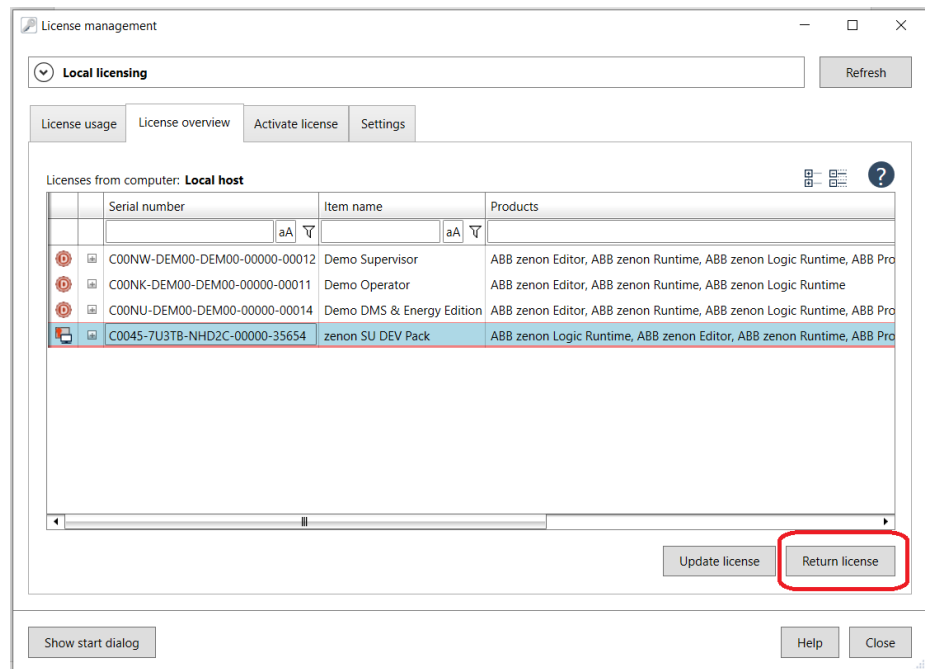 License management
Local licensing
Refresh
License usage
License overview
Activate license
Settings
Licenses from computer: Local host
?
Serial number Item name Products
aA aA
D C00NW-DEM00-DEM00-00000-00012 Demo Supervisor ABB zenon Editor, ABB zenon Runtime, ABB zenon Logic Runtime, ABB Pro
D C00NK-DEM00-DEM00-00000-00011 Demo Operator ABB zenon Editor, ABB zenon Runtime, ABB zenon Logic Runtime
D C00NU-DEM00-DEM00-00000-00014 Demo DMS & Energy Edition ABB zenon Editor, ABB zenon Runtime, ABB zenon Logic Runtime, ABB Pro
C0045-7U3TB-NHD2C-00000-35654 zenon SU DEV Pack ABB zenon Logic Runtime, ABB zenon Editor, ABB zenon Runtime, ABB Pro
Update license
Return license
Show start dialog
Help
Close